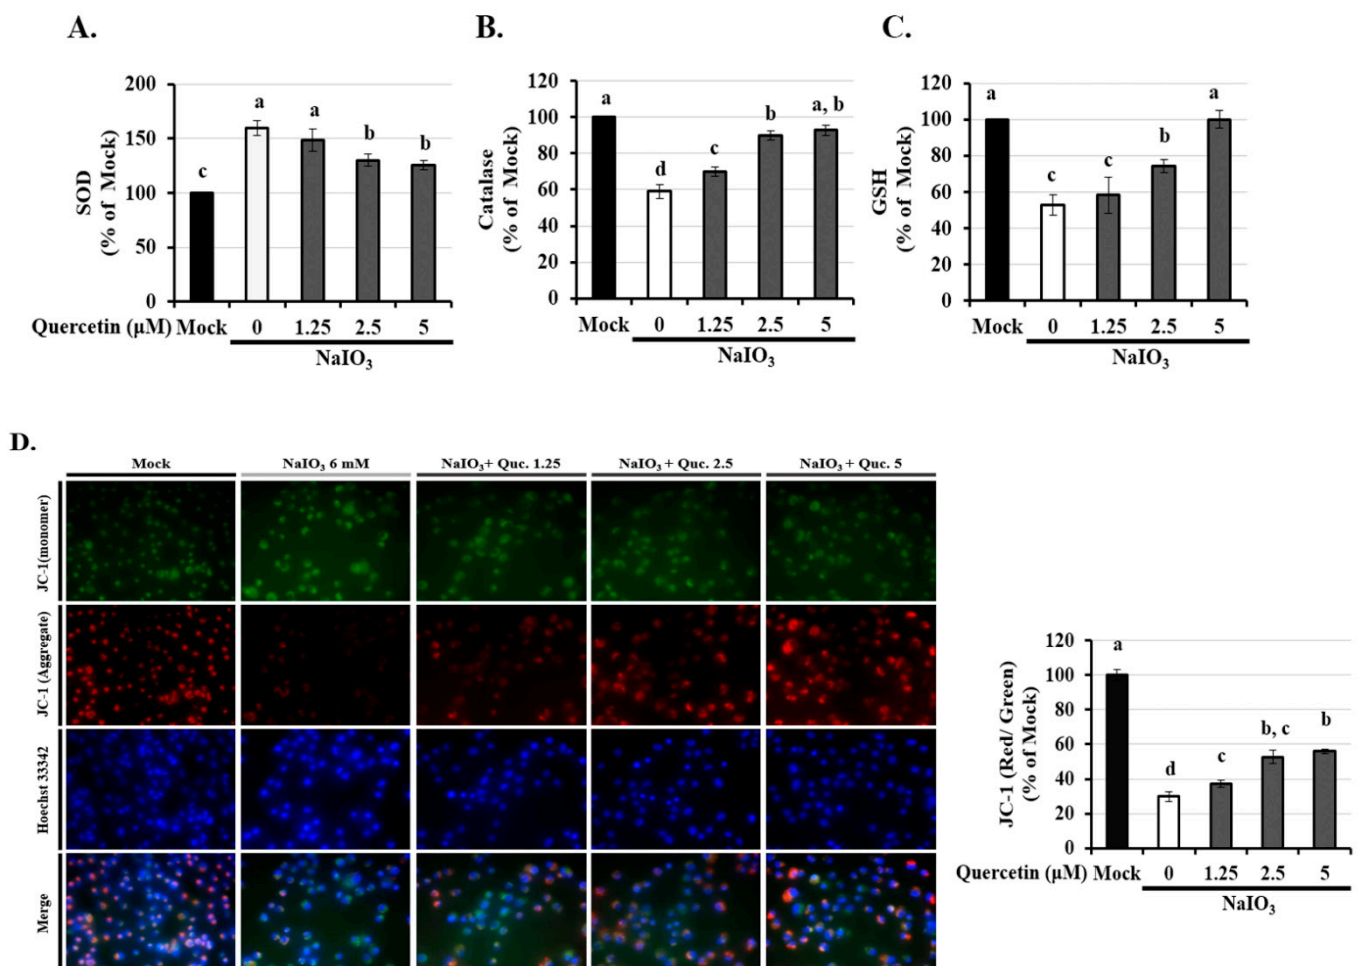 A.
B.
C.
200
150
100
50
0
SOD
(% of Mock)
c
a
a
b
b
Quercetin (µM) Mock 0 1.25 2.5 5
NaIO3
120
100
80
60
40
20
0
Catalase
(% of Mock)
a
d
c
b
a, b
Mock 0 1.25 2.5 5
NaIO3
120
100
80
60
40
20
0
GSH
(% of Mock)
a
c
c
b
a
Mock 0 1.25 2.5 5
NaIO3
D.
Mock
NaIO3 6 mM
NaIO3+ Quc. 1.25
NaIO3 + Quc. 2.5
NaIO3 + Quc. 5
JC-1(monomer)
JC-1 (Aggregate)
Hoechst 33342
Merge
120
100
80
60
40
20
0
JC-1 (Red/ Green)
(% of Mock)
a
d
c
b, c
b
Quercetin (µM) Mock 0 1.25 2.5 5
NaIO3